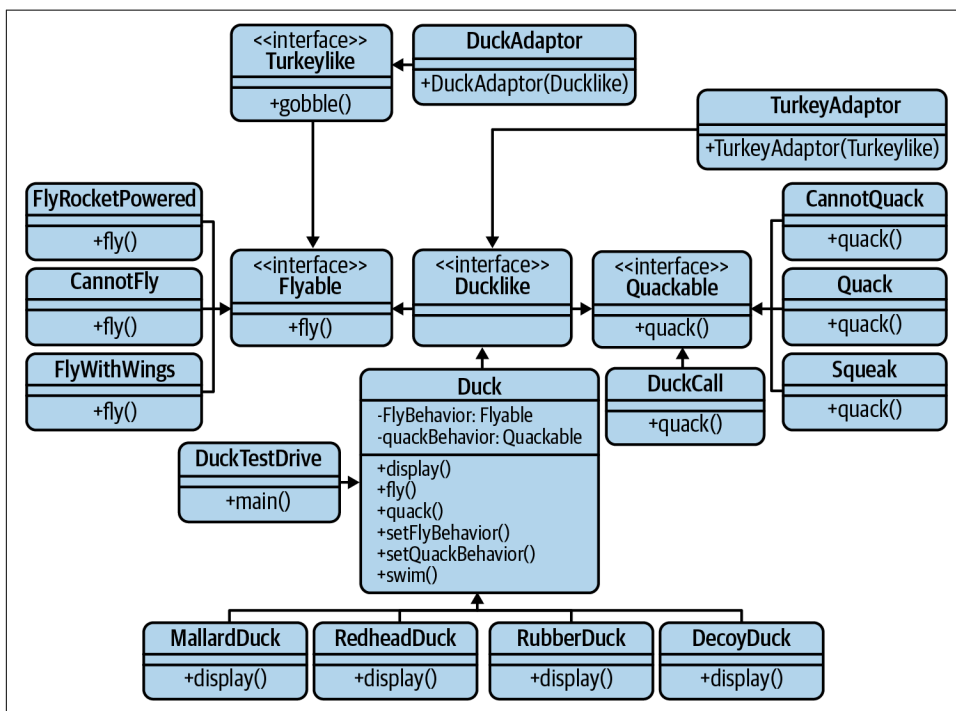 <<interface>>
Turkeylike
+gobble()
DuckAdaptor
+DuckAdaptor(Ducklike)
TurkeyAdaptor
+TurkeyAdaptor(Turkeylike)
FlyRocketPowered
+fly()
CannotFly
+fly()
FlyWithWings
+fly()
<<interface>>
Flyable
+fly()
<<interface>>
Ducklike
<<interface>>
Quackable
+quack()
CannotQuack
+quack()
Quack
+quack()
Squeak
+quack()
DuckCall
+quack()
Duck
-FlyBehavior: Flyable
-quackBehavior: Quackable
+display()
+fly()
+quack()
+setFlyBehavior()
+setQuackBehavior()
+swim()
DuckTestDrive
+main()
MallardDuck
+display()
RedheadDuck
+display()
RubberDuck
+display()
DecoyDuck
+display()